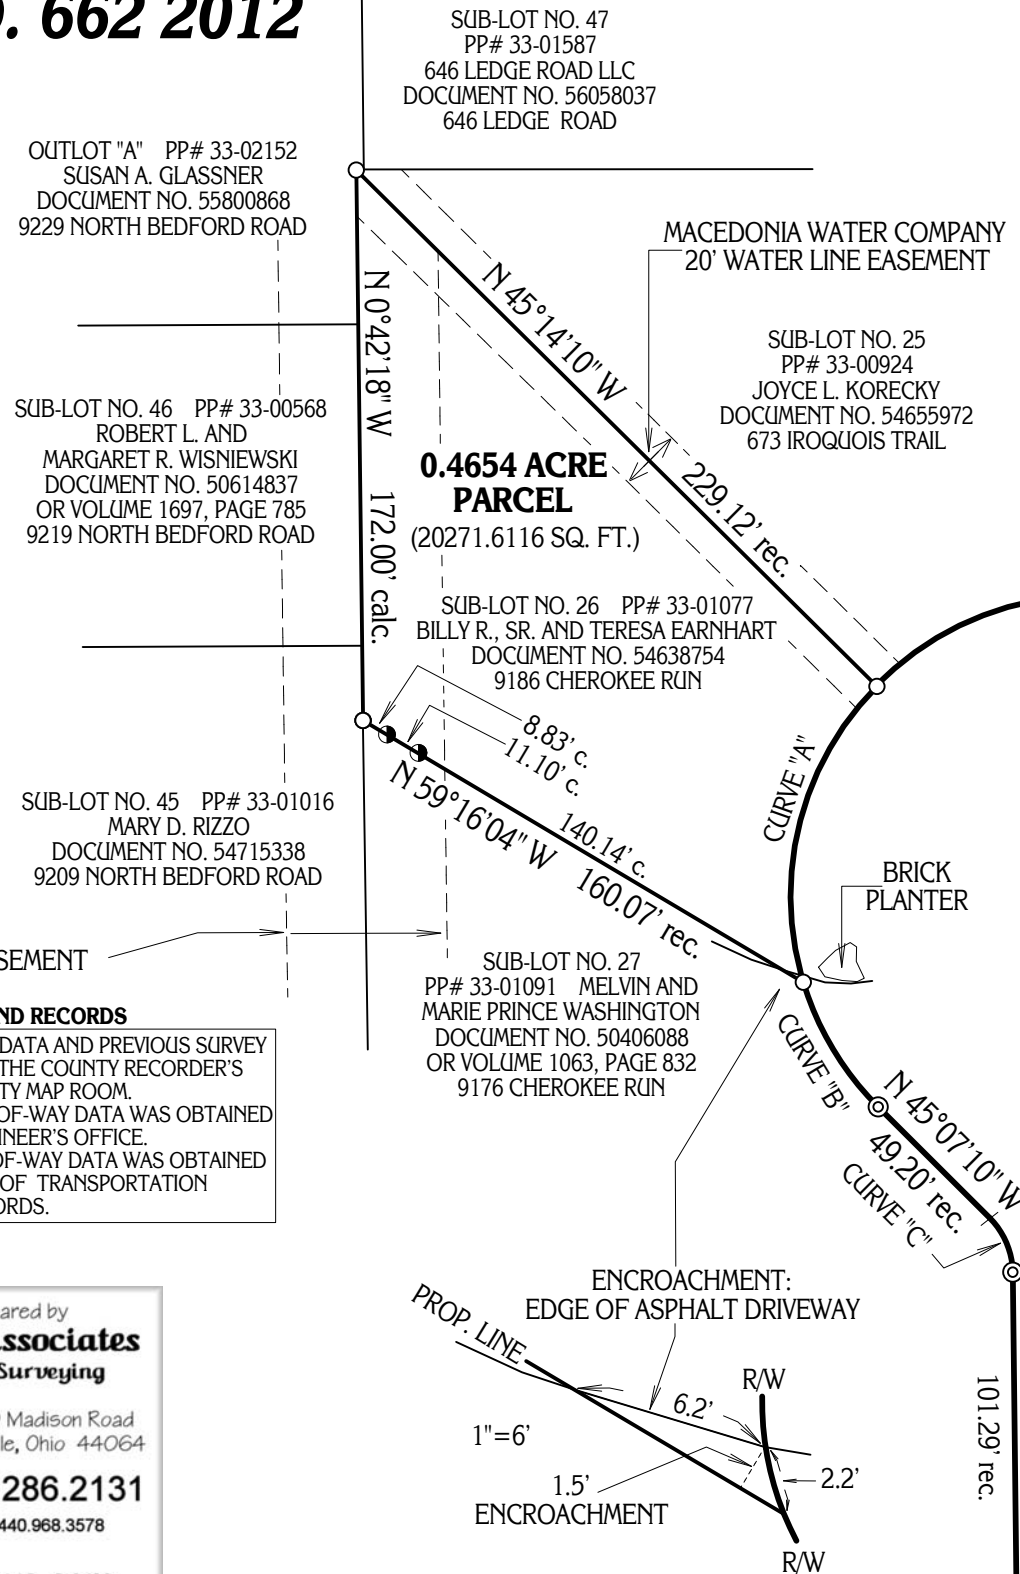 . 662 2012
SUB-LOT NO. 47
PP# 33-01587
646 LEDGE ROAD LLC
DOCUMENT NO. 56058037
646 LEDGE ROAD
OUTLOT "A" PP# 33-02152
SUSAN A. GLASSNER
DOCUMENT NO. 55800868
9229 NORTH BEDFORD ROAD
MACEDONIA WATER COMPANY
20' WATER LINE EASEMENT
N 0°42'18" W
172.00' calc.
N 45°14'10" W
229.12' rec.
SUB-LOT NO. 25
PP# 33-00924
JOYCE L. KORECKY
DOCUMENT NO. 54655972
673 IROQUOIS TRAIL
SUB-LOT NO. 46 PP# 33-00568
ROBERT L. AND
MARGARET R. WISNIEWSKI
DOCUMENT NO. 50614837
OR VOLUME 1697, PAGE 785
9219 NORTH BEDFORD ROAD
0.4654 ACRE
PARCEL
(20271.6116 SQ. FT.)
SUB-LOT NO. 26 PP# 33-01077
BILLY R., SR. AND TERESA EARNHART
DOCUMENT NO. 54638754
9186 CHEROKEE RUN
8.83' c.
11.10' c.
140.14' c.
N 59°16'04" W 160.07' rec.
CURVE "A"
SUB-LOT NO. 45 PP# 33-01016
MARY D. RIZZO
DOCUMENT NO. 54715338
9209 NORTH BEDFORD ROAD
BRICK
PLANTER
SEMENT
SUB-LOT NO. 27
PP# 33-01091 MELVIN AND
MARIE PRINCE WASHINGTON
DOCUMENT NO. 50406088
OR VOLUME 1063, PAGE 832
9176 CHEROKEE RUN
ND RECORDS
DATA AND PREVIOUS SURVEY
THE COUNTY RECORDER'S
TY MAP ROOM.
OF-WAY DATA WAS OBTAINED
INEER'S OFFICE.
OF-WAY DATA WAS OBTAINED
OF TRANSPORTATION
ORDS.
CURVE "B"
N 45°07'10" W
49.20' rec.
CURVE "C"
ENCROACHMENT:
EDGE OF ASPHALT DRIVEWAY
PROP. LINE
R/W
6.2'
1"=6'
2.2'
1.5'
ENCROACHMENT
R/W
101.29' rec.
ared by
ssociates
Surveying
Madison Road
le, Ohio 44064
286.2131
440.968.3578